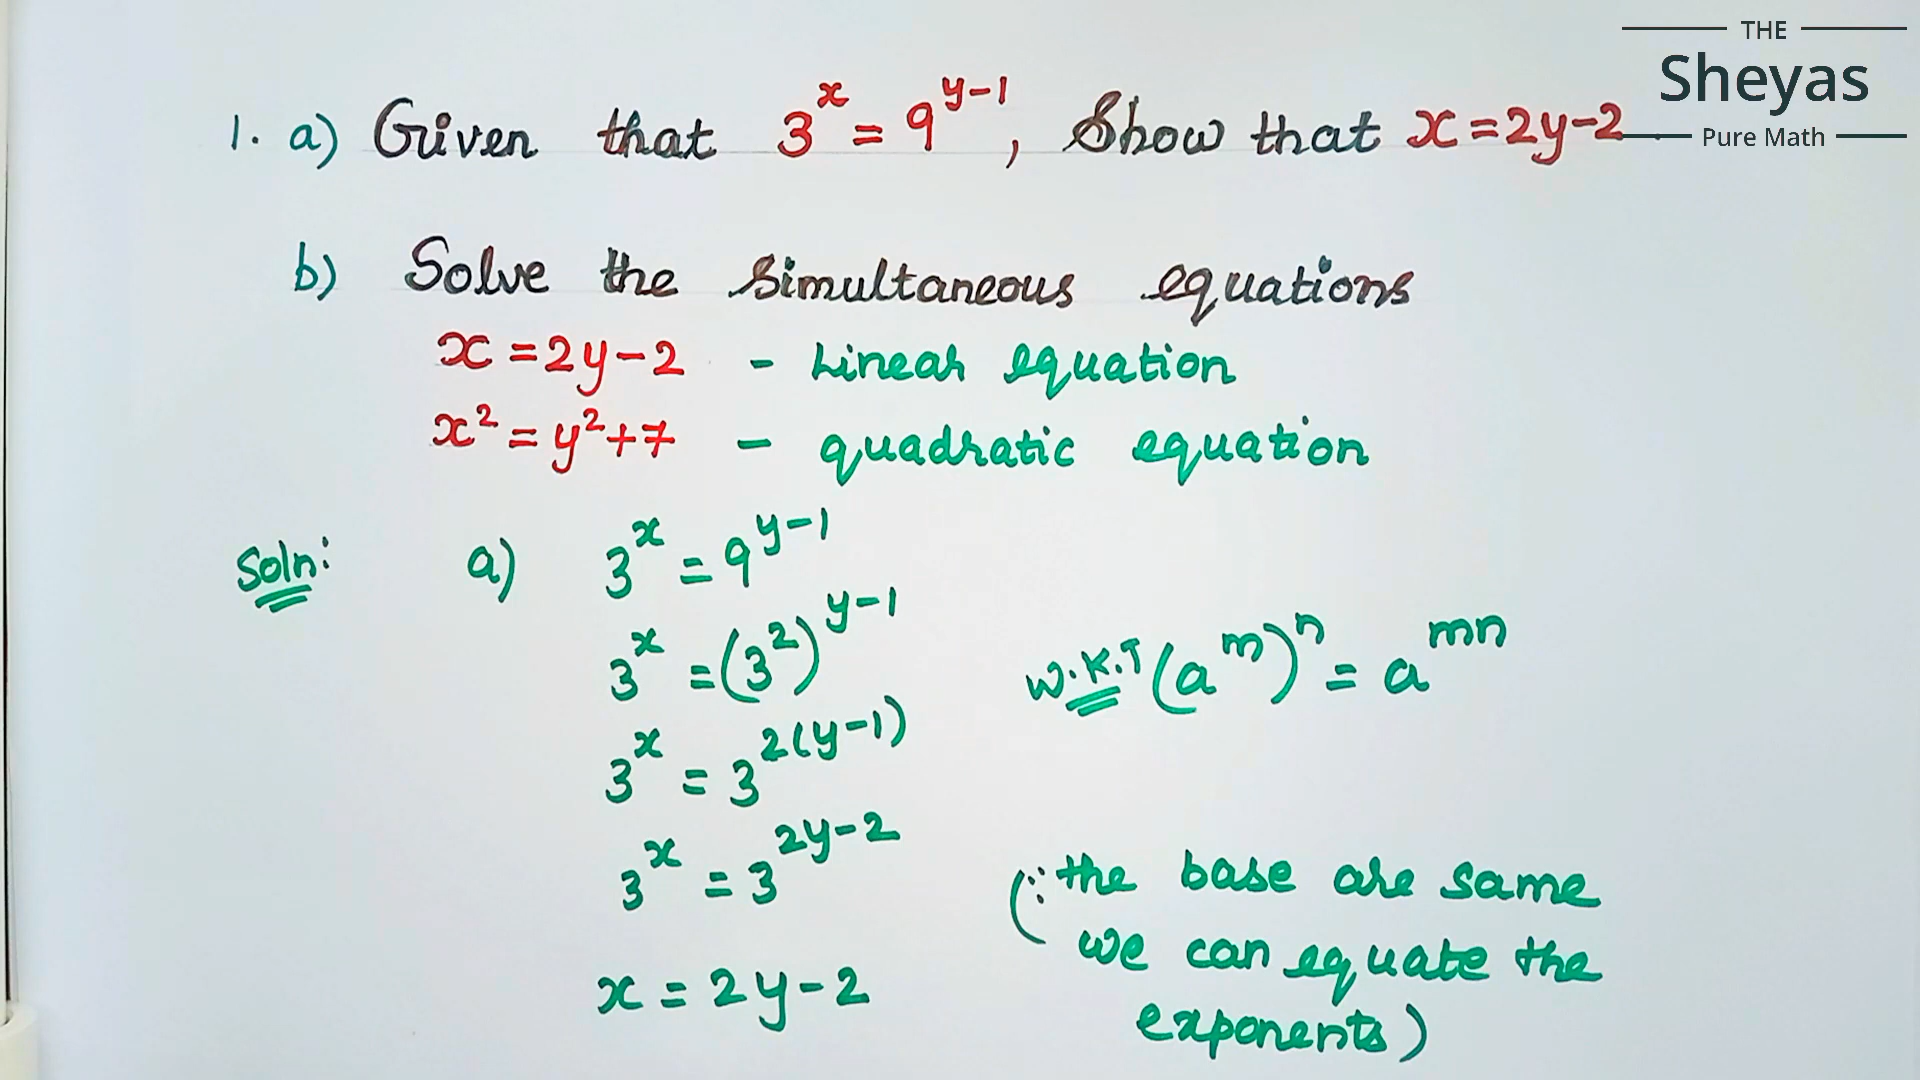 THE
Sheyas
Pure Math
1. a) Given that 3^x = 9^{y-1}, Show that x = 2y-2.
b) Solve the Simultaneous equations
x = 2y-2 - Linear equation
x² = y²+7 - quadratic equation
Soln: a) 3^x = 9^{y-1}
3^x = (3²)^{y-1} W.K.T (a^m)^n = a^{mn}
3^x = 3^{2(y-1)}
3^x = 3^{2y-2} (∵ the base are same
we can equate the
x = 2y-2 exponents)